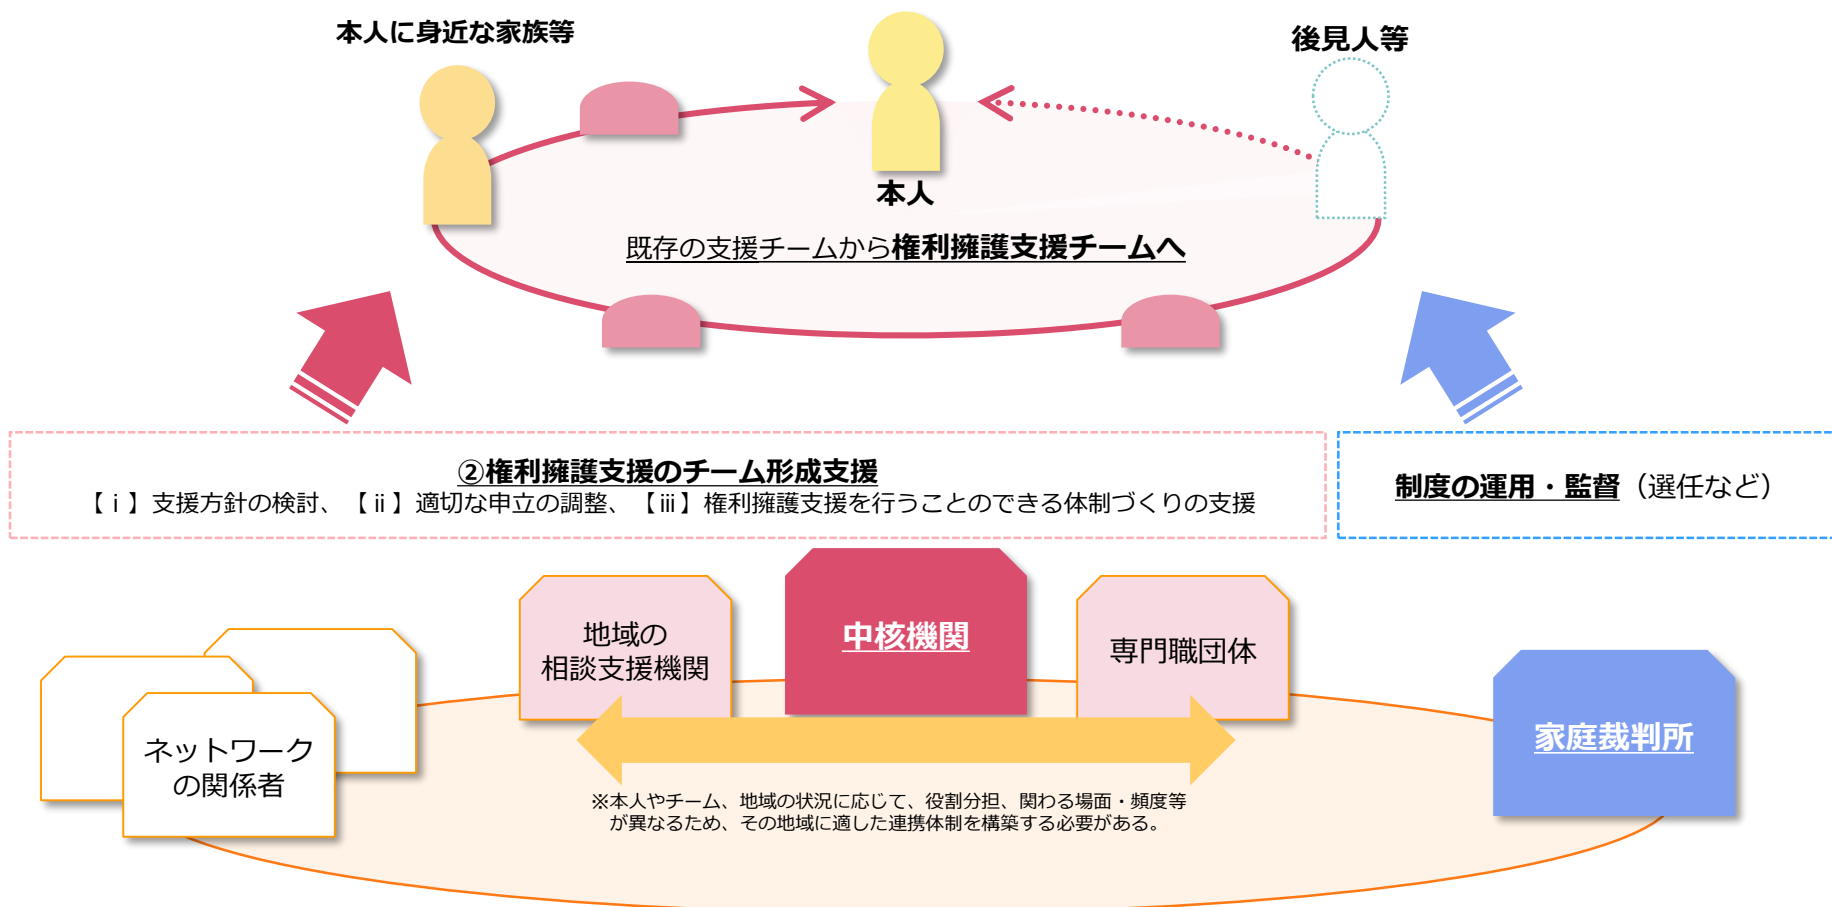 本人に身近な家族等
後見人等
本人
既存の支援チームから権利擁護支援チームへ
②権利擁護支援のチーム形成支援
【ⅰ】支援方針の検討、【ⅱ】適切な申立の調整、【ⅲ】権利擁護支援を行うことのできる体制づくりの支援
制度の運用・監督（選任など）
地域の
相談支援機関
中核機関
専門職団体
家庭裁判所
ネットワーク
の関係者
※本人やチーム、地域の状況に応じて、役割分担、関わる場面・頻度等
が異なるため、その地域に適した連携体制を構築する必要がある。